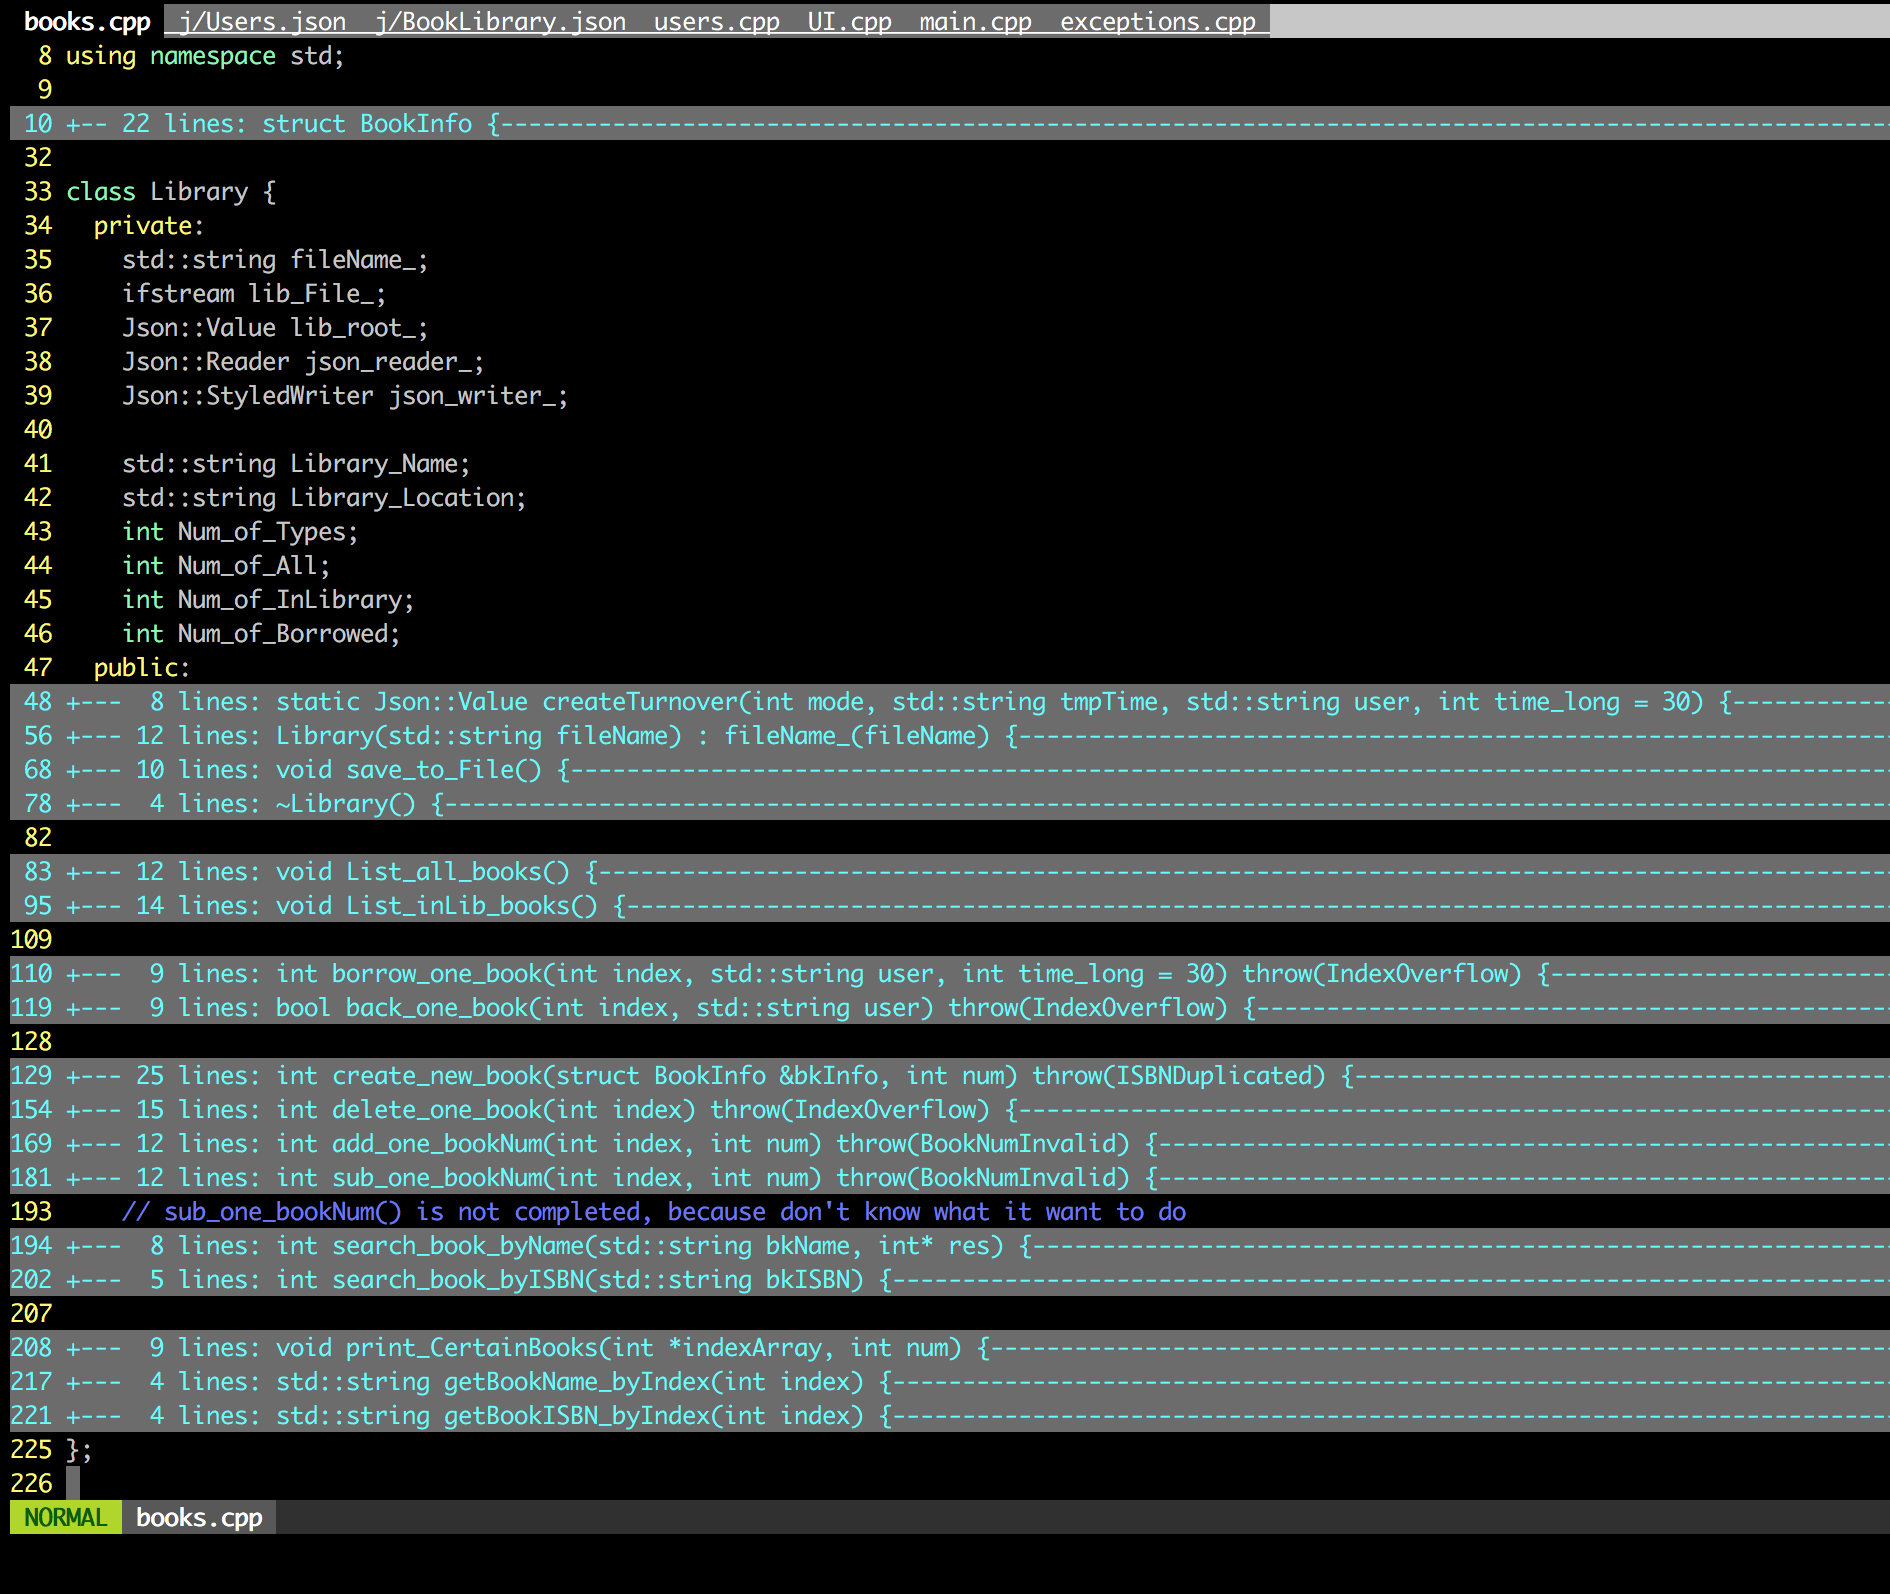 books.cpp  j/Users.json  j/BookLibrary.json  users.cpp  UI.cpp  main.cpp  exceptions.cpp
  8 using namespace std;
  9
 10 +-- 22 lines: struct BookInfo {----------------------------------------------------------------------------------------------------
 32
 33 class Library {
 34   private:
 35     std::string fileName_;
 36     ifstream lib_File_;
 37     Json::Value lib_root_;
 38     Json::Reader json_reader_;
 39     Json::StyledWriter json_writer_;
 40
 41     std::string Library_Name;
 42     std::string Library_Location;
 43     int Num_of_Types;
 44     int Num_of_All;
 45     int Num_of_InLibrary;
 46     int Num_of_Borrowed;
 47   public:
 48 +---  8 lines: static Json::Value createTurnover(int mode, std::string tmpTime, std::string user, int time_long = 30) {------------
 56 +--- 12 lines: Library(std::string fileName) : fileName_(fileName) {---------------------------------------------------------------
 68 +--- 10 lines: void save_to_File() {-----------------------------------------------------------------------------------------------
 78 +---  4 lines: ~Library() {--------------------------------------------------------------------------------------------------------
 82
 83 +--- 12 lines: void List_all_books() {---------------------------------------------------------------------------------------------
 95 +--- 14 lines: void List_inLib_books() {-------------------------------------------------------------------------------------------
109
110 +---  9 lines: int borrow_one_book(int index, std::string user, int time_long = 30) throw(IndexOverflow) {-------------------------
119 +---  9 lines: bool back_one_book(int index, std::string user) throw(IndexOverflow) {----------------------------------------------
128
129 +--- 25 lines: int create_new_book(struct BookInfo &bkInfo, int num) throw(ISBNDuplicated) {---------------------------------------
154 +--- 15 lines: int delete_one_book(int index) throw(IndexOverflow) {---------------------------------------------------------------
169 +--- 12 lines: int add_one_bookNum(int index, int num) throw(BookNumInvalid) {-----------------------------------------------------
181 +--- 12 lines: int sub_one_bookNum(int index, int num) throw(BookNumInvalid) {-----------------------------------------------------
193     // sub_one_bookNum() is not completed, because don't know what it want to do
194 +---  8 lines: int search_book_byName(std::string bkName, int* res) {--------------------------------------------------------------
202 +---  5 lines: int search_book_byISBN(std::string bkISBN) {------------------------------------------------------------------------
207
208 +---  9 lines: void print_CertainBooks(int *indexArray, int num) {-----------------------------------------------------------------
217 +---  4 lines: std::string getBookName_byIndex(int index) {------------------------------------------------------------------------
221 +---  4 lines: std::string getBookISBN_byIndex(int index) {------------------------------------------------------------------------
225 };
226
NORMAL  books.cpp